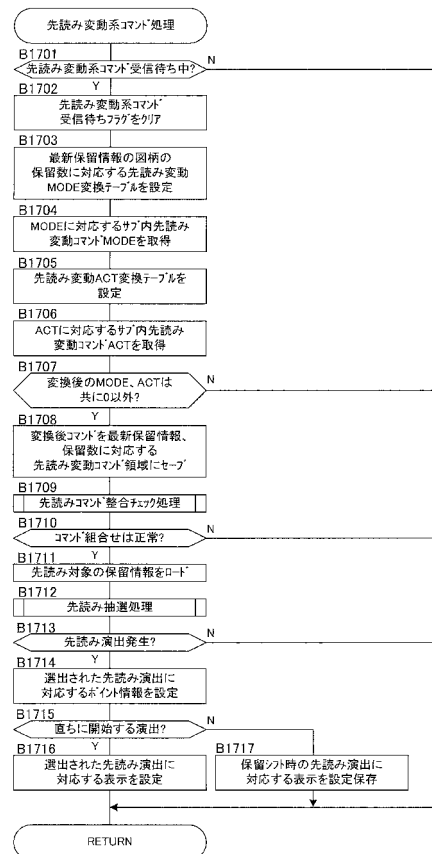 先読み変動系コマンド処理
B1701
先読み変動系コマンド受信待ち中?
N
Y
B1702
先読み変動系コマンド
受信待ちフラグをクリア
B1703
最新保留情報の図柄の
保留数に対応する先読み変動
MODE変換テーブルを設定
B1704
MODEに対応するサブ内先読み
変動コマンドMODEを取得
B1705
先読み変動ACT変換テーブルを
設定
B1706
ACTに対応するサブ内先読み
変動コマンドACTを取得
B1707
変換後のMODE、ACTは
共に0以外?
N
Y
B1708
変換後コマンドを最新保留情報、
保留数に対応する
先読み変動コマンド領域にセーブ
B1709
先読みコマンド整合チェック処理
B1710
コマンド組合せは正常?
N
Y
B1711
先読み対象の保留情報をロード
B1712
先読み抽選処理
B1713
先読み演出発生?
N
Y
B1714
選出された先読み演出に
対応するポイント情報を設定
B1715
直ちに開始する演出?
N
Y
B1716
選出された先読み演出に
対応する表示を設定
B1717
保留シフト時の先読み演出に
対応する表示を設定保存
RETURN